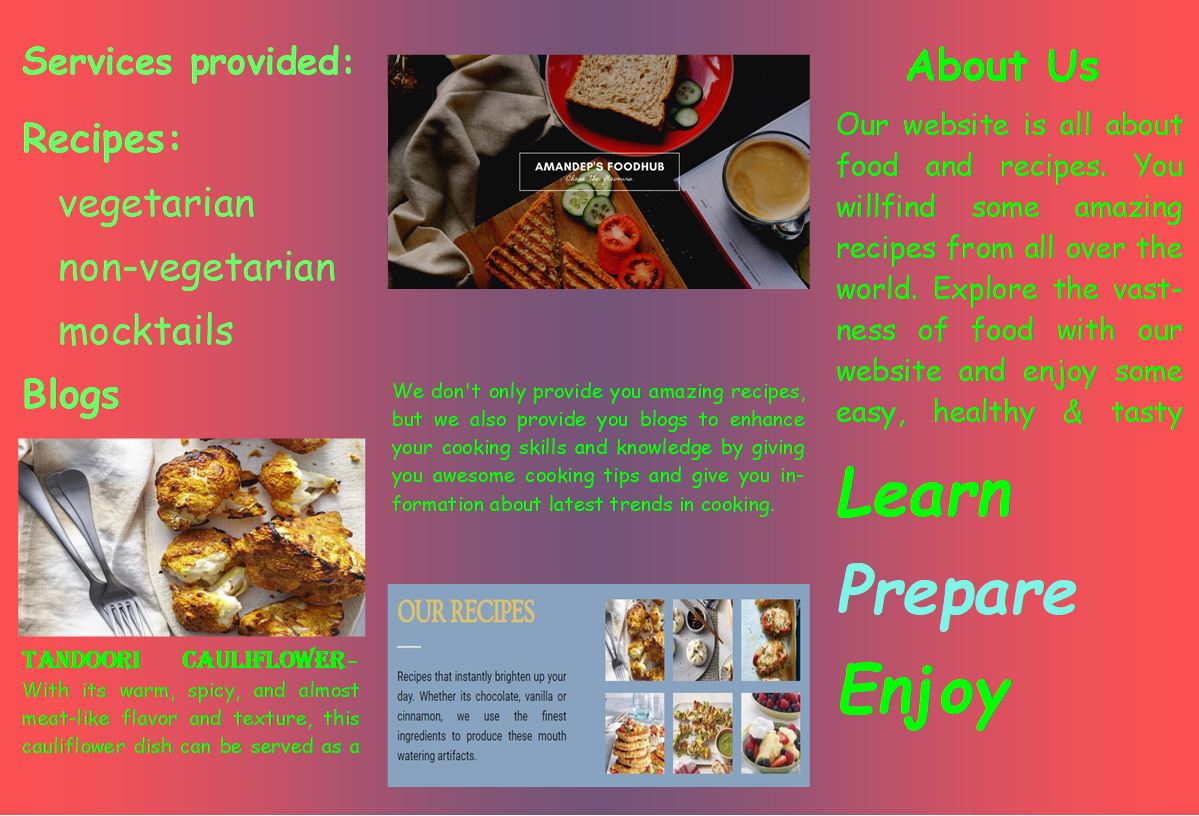 Services provided:
Recipes:
vegetarian
non-vegetarian
mocktails
Blogs
TANDOORI CAULIFLOWER-
With its warm, spicy, and almost
meat-like flavor and texture, this
cauliflower dish can be served as a
AMANDEP'S FOODHUB
Chase the flavours
We don't only provide you amazing recipes,
but we also provide you blogs to enhance
your cooking skills and knowledge by giving
you awesome cooking tips and give you in-
formation about latest trends in cooking.
OUR RECIPES
Recipes that instantly brighten up your
day. Whether its chocolate, vanilla or
cinnamon, we use the finest
ingredients to produce these mouth
watering artifacts.
About Us
Our website is all about
food and recipes. You
willfind some amazing
recipes from all over the
world. Explore the vast-
ness of food with our
website and enjoy some
easy, healthy & tasty
Learn
Prepare
Enjoy